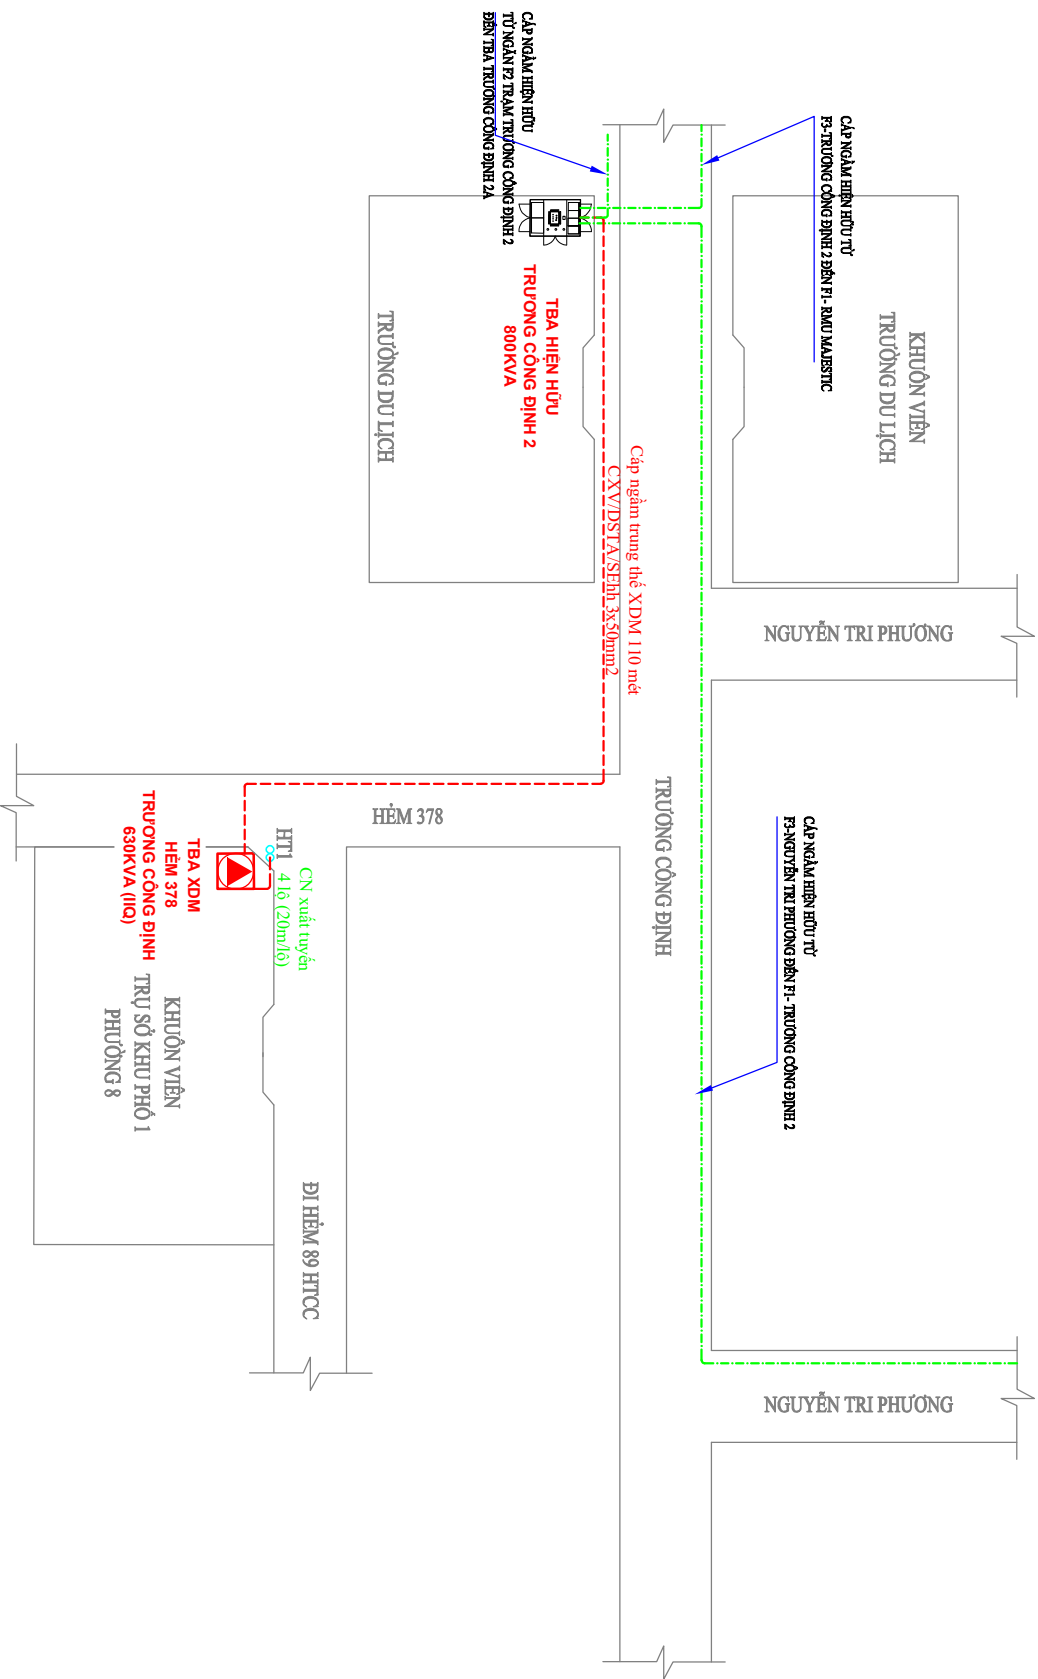 CÁP NGẦM HIỆN HỮU
TỪ NGĂN F2 TRẠM TRƯƠNG CÔNG ĐỊNH 2
ĐẾN TBA TRƯƠNG CÔNG ĐỊNH 2A
CÁP NGẦM HIỆN HỮU TỪ
F3-TRƯƠNG CÔNG ĐỊNH 2 ĐẾN F1- RMU MAJESTIC
KHUÔN VIÊN
TRƯỜNG DU LỊCH
TBA HIỆN HỮU
TRƯƠNG CÔNG ĐỊNH 2
800KVA
TRƯỜNG DU LỊCH
Cáp ngầm trung thế XDM 110 mét
CXV/DSTA/SEhh 3x50mm2
NGUYỄN TRI PHƯƠNG
TRƯƠNG CÔNG ĐỊNH
HẺM 378
CÁP NGẦM HIỆN HỮU TỪ
F3-NGUYỄN TRI PHƯƠNG ĐẾN F1- TRƯƠNG CÔNG ĐỊNH 2
HT1
CN xuất tuyến
4 lộ (20m/lộ)
TBA XDM
HẺM 378
TRƯƠNG CÔNG ĐỊNH
630KVA (IIQ)
KHUÔN VIÊN
TRỤ SỞ KHU PHỐ 1
PHƯỜNG 8
ĐI HẺM 89 HTCC
NGUYỄN TRI PHƯƠNG